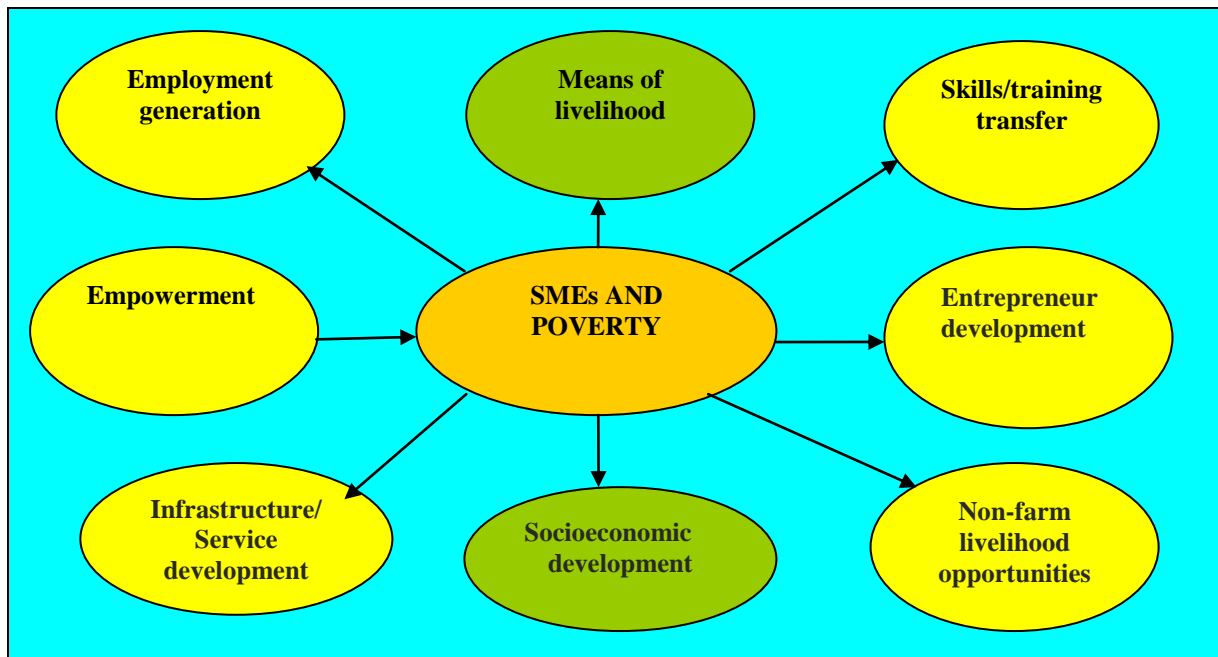 Employment
generation
Means of
livelihood
Skills/training
transfer
Empowerment
SMEs AND
POVERTY
Entrepreneur
development
Infrastructure/
Service
development
Socioeconomic
development
Non-farm
livelihood
opportunities